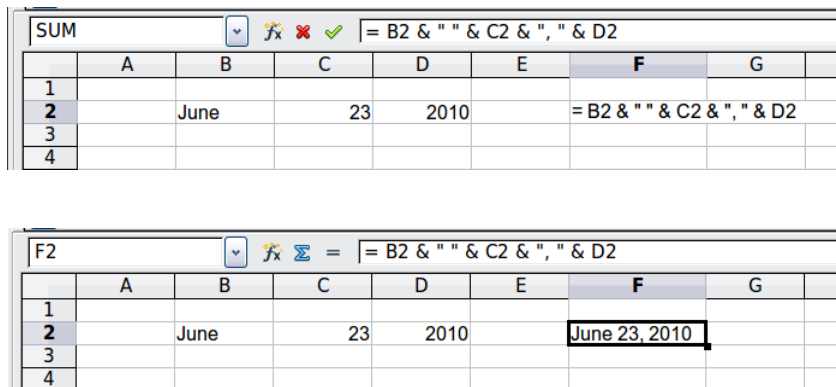 SUM = B2 & " " & C2 & ", " & D2
A B C D E F G
1
2 June 23 2010 = B2 & " " & C2 & ", " & D2
3
4
F2 = = B2 & " " & C2 & ", " & D2
A B C D E F G
1
2 June 23 2010 June 23, 2010
3
4